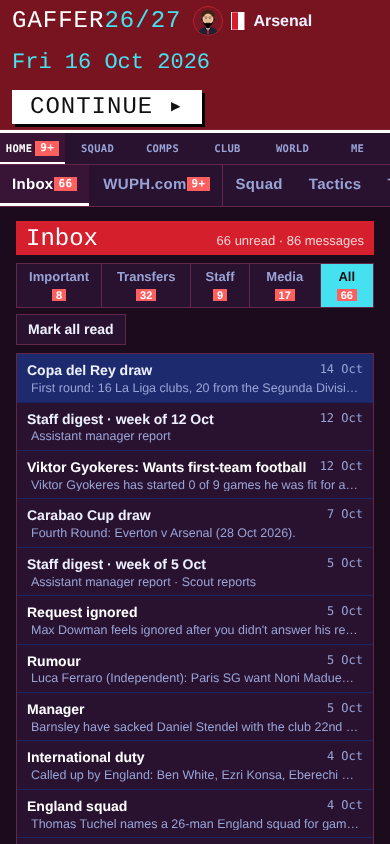 GAFFER26/27 Arsenal
Fri 16 Oct 2026
CONTINUE ▸
HOME 9+ SQUAD COMPS CLUB WORLD ME
Inbox 66 WUPH.com 9+ Squad Tactics
Inbox 66 unread · 86 messages
Important 8 Transfers 32 Staff 9 Media 17 All 66
Mark all read
Copa del Rey draw 14 Oct
First round: 16 La Liga clubs, 20 from the Segunda Divisi…
Staff digest · week of 12 Oct 12 Oct
Assistant manager report
Viktor Gyokeres: Wants first-team football 12 Oct
Viktor Gyokeres has started 0 of 9 games he was fit for a…
Carabao Cup draw 7 Oct
Fourth Round: Everton v Arsenal (28 Oct 2026).
Staff digest · week of 5 Oct 5 Oct
Assistant manager report · Scout reports
Request ignored 5 Oct
Max Dowman feels ignored after you didn't answer his re…
Rumour 5 Oct
Luca Ferraro (Independent): Paris SG want Noni Madue…
Manager 5 Oct
Barnsley have sacked Daniel Stendel with the club 22nd …
International duty 4 Oct
Called up by England: Ben White, Ezri Konsa, Eberechi …
England squad 4 Oct
Thomas Tuchel names a 26-man England squad for gam…